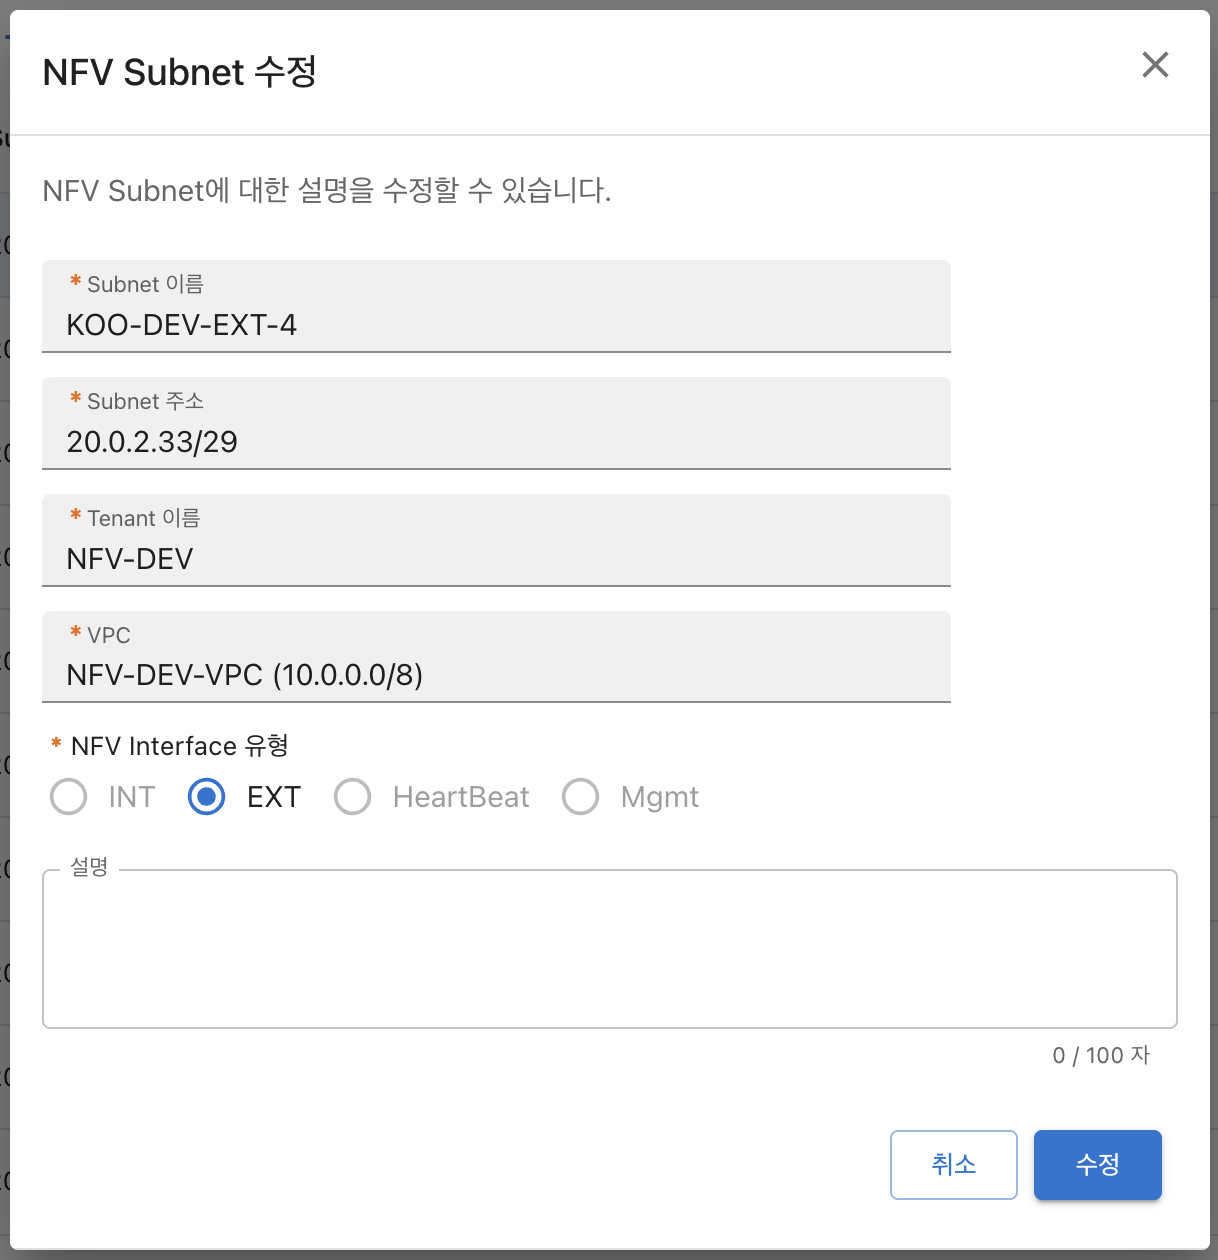 NFV Subnet 수정
NFV Subnet에 대한 설명을 수정할 수 있습니다.
* Subnet 이름
KOO-DEV-EXT-4
* Subnet 주소
20.0.2.33/29
* Tenant 이름
NFV-DEV
* VPC
NFV-DEV-VPC (10.0.0.0/8)
* NFV Interface 유형
INT EXT HeartBeat Mgmt
설명
0 / 100 자
취소 수정